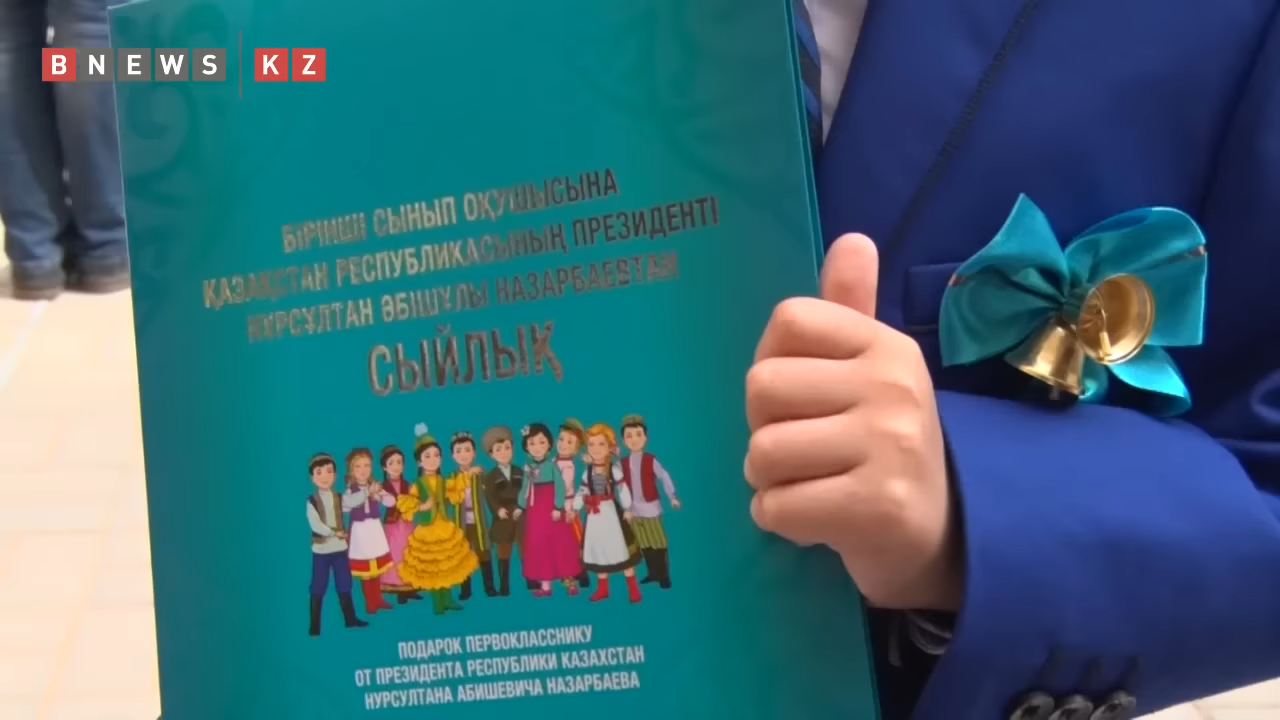 BNEWS KZ
БІРІНШІ СЫНЫП ОҚУШЫСЫНА
ҚАЗАҚСТАН РЕСПУБЛИКАСЫНЫҢ ПРЕЗИДЕНТІ
НҰРСҰЛТАН ӘБІШҰЛЫ НАЗАРБАЕВТАН
СЫЙЛЫҚ
ПОДАРОК ПЕРВОКЛАССНИКУ
ОТ ПРЕЗИДЕНТА РЕСПУБЛИКИ КАЗАХСТАН
НУРСУЛТАНА АБИШЕВИЧА НАЗАРБАЕВА